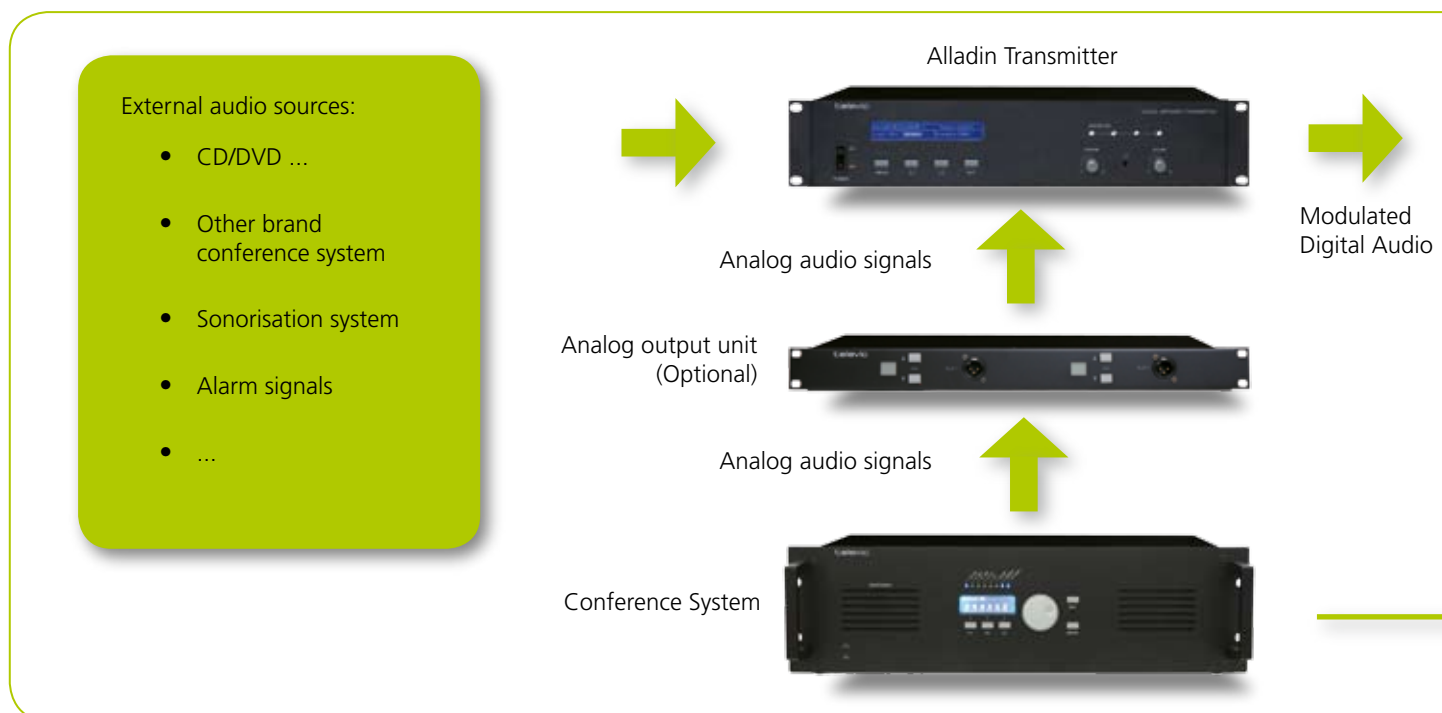 Alladin Transmitter
External audio sources:
• CD/DVD ...
• Other brand
conference system
• Sonorisation system
• Alarm signals
• ...
televic
Modulated
Digital Audio
Analog audio signals
Analog output unit
(Optional)
televic
Analog audio signals
Conference System
televic